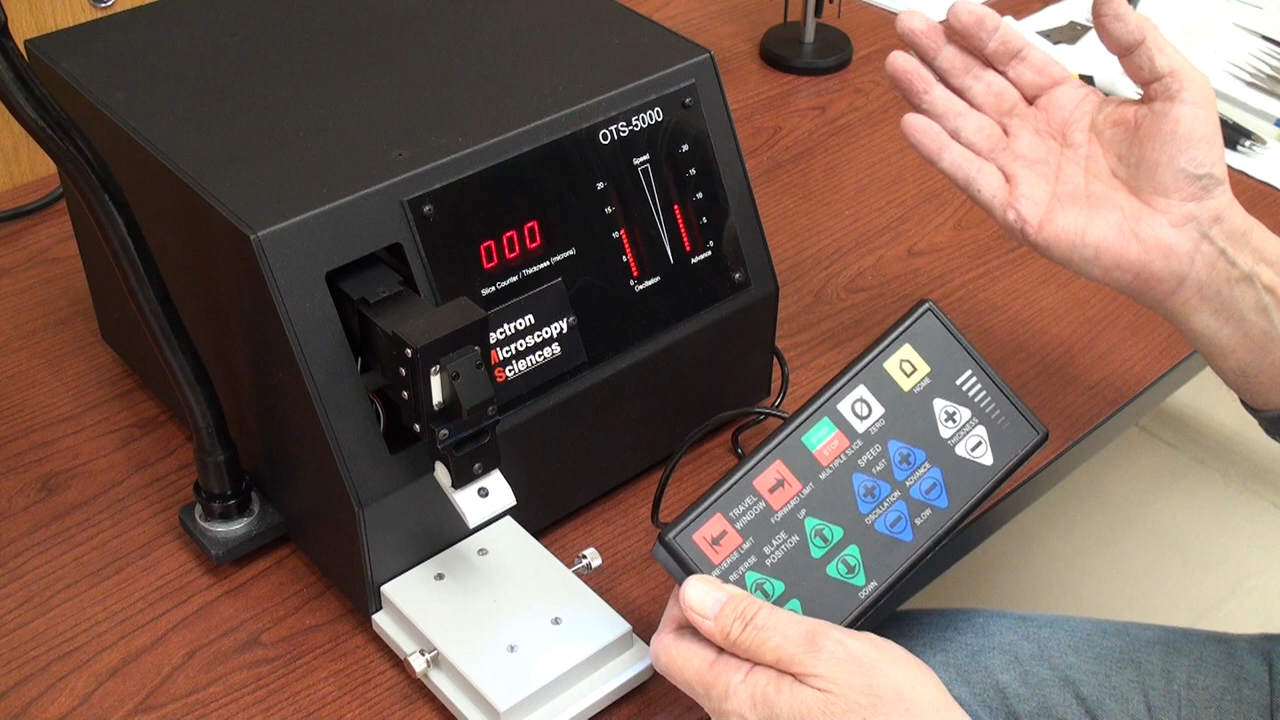 OTS-5000
Speed
20
15
10
5
0
Oscillation
20
15
10
5
0
Advance
000
Slice Counter / Thickness (microns)
ectron
Microscopy
Sciences
HOME
ZERO
STOP
MULTIPLE SLICE
THICKNESS
SPEED
FAST
ADVANCE
OSCILLATION
SLOW
TRAVEL
WINDOW
FORWARD LIMIT
REVERSE LIMIT
BLADE
POSITION
UP
REVERSE
DOWN